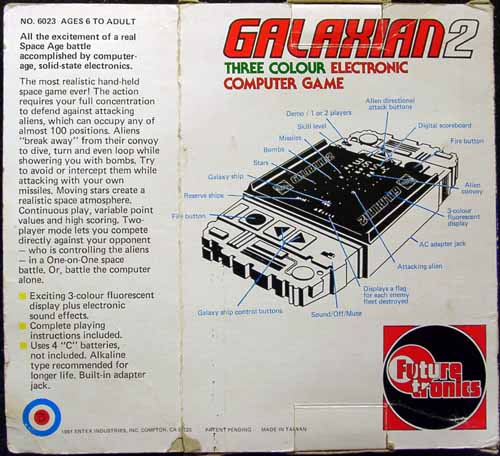 NO. 6023 AGES 6 TO ADULT
All the excitement of a real
Space Age battle
accomplished by computer-
age, solid-state electronics.
The most realistic hand-held
space game ever! The action
requires your full concentration
to defend against attacking
aliens, which can occupy any of
almost 100 positions. Aliens
"break away" from their convoy
to dive, turn and even loop while
showering you with bombs. Try
to avoid or intercept them while
attacking with your own
missiles. Moving stars create a
realistic space atmosphere.
Continuous play, variable point
values and high scoring. Two-
player mode lets you compete
directly against your opponent
— who is controlling the aliens
— in a One-on-One space
battle. Or, battle the computer
alone.
Exciting 3-colour fluorescent
display plus electronic
sound effects.
Complete playing
instructions included.
Uses 4 "C" batteries,
not included. Alkaline
type recommended for
longer life. Built-in adapter
jack.
GALAXIAN 2
THREE COLOUR ELECTRONIC
COMPUTER GAME
Alien directional
attack buttons
Demo / 1 or 2 players
Skill level
Digital scoreboard
Missiles
Fire button
Bombs
Stars
Galaxy ship
Alien
convoy
Reserve ships
3-colour
fluorescent
display
Fire button
AC adapter jack
Attacking alien
Displays a flag
for each enemy
fleet destroyed
Galaxy ship control buttons
Sound/Off/Mute
GALAXIAN 2
GALAXIAN 2
Future
tronics
1981 ENTEX INDUSTRIES, INC. COMPTON, CA
PATENT PENDING
MADE IN TAIWAN